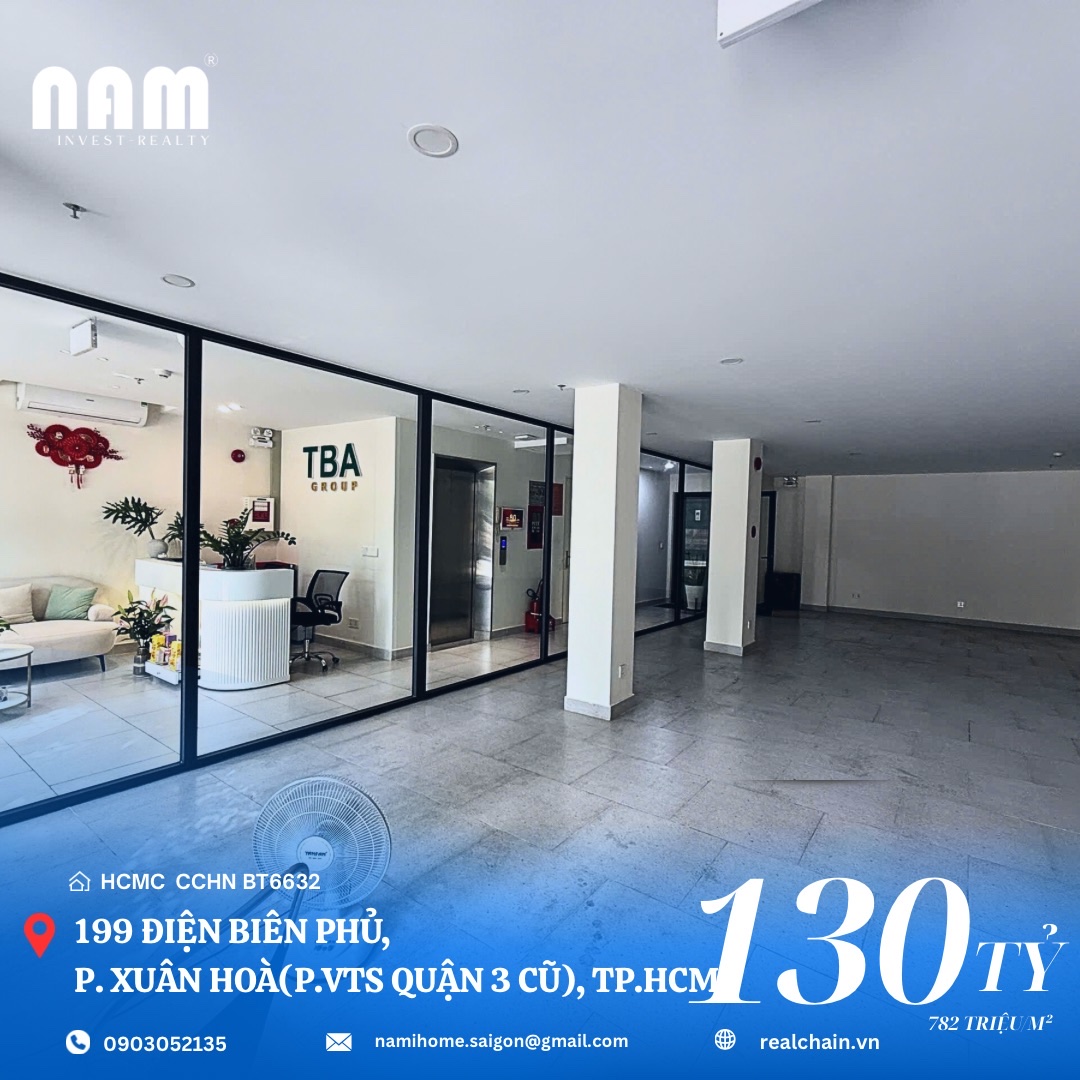 NAM®
INVEST-REALTY
TBA
GROUP
HCMC CCHN BT6632
199 ĐIỆN BIÊN PHỦ,
P. XUÂN HOÀ(P.VTS QUẬN 3 CŨ), TP.HCM
130 TỶ
782 TRIỆU/M²
0903052135
namihome.saigon@gmail.com
realchain.vn